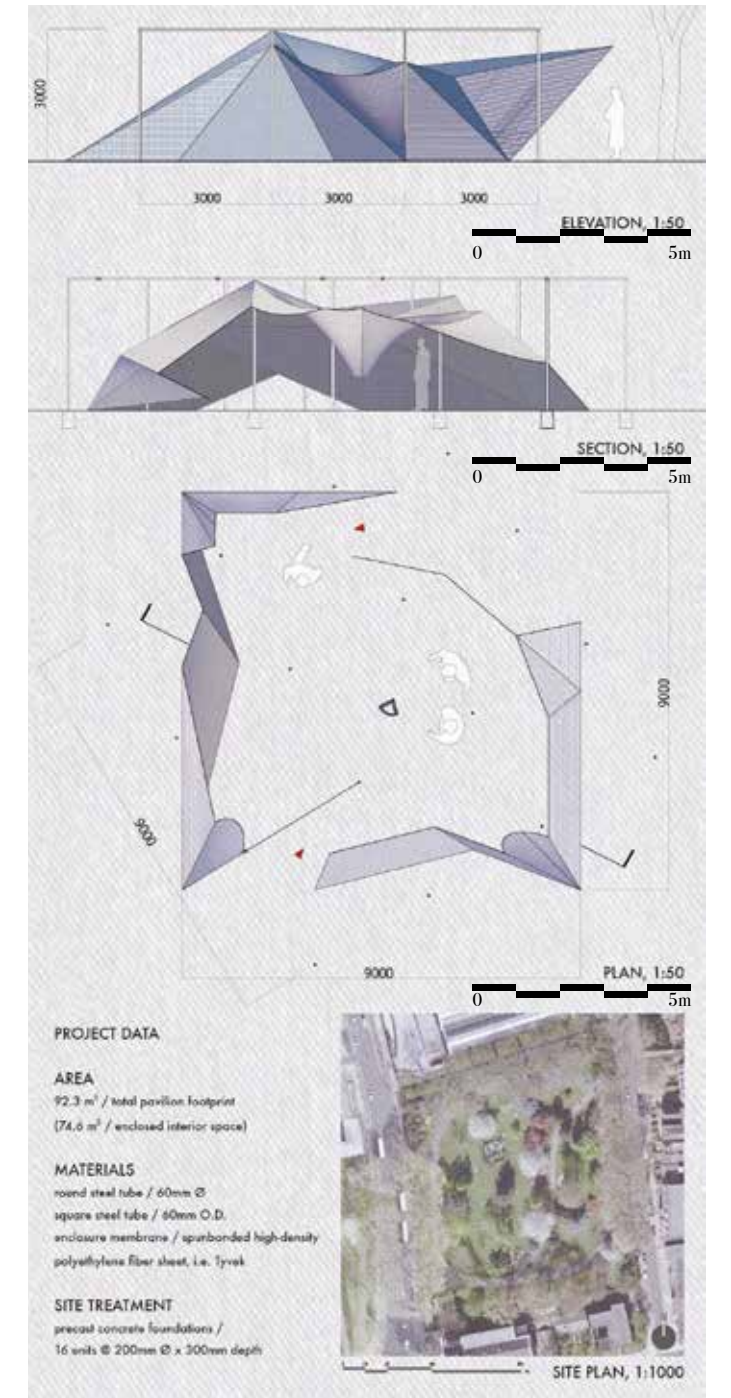 3000
3000 3000 3000
ELEVATION, 1:50
0 5m
SECTION, 1:50
0 5m
9000
9000
9000
PLAN, 1:50
0 5m
PROJECT DATA
AREA
92.3 m² / total pavilion footprint
(74.6 m² / enclosed interior space)
MATERIALS
round steel tube / 60mm Ø
square steel tube / 60mm O.D.
enclosure membrane / spunbonded high-density
polyethylene fiber sheet, i.e. Tyvek
SITE TREATMENT
precast concrete foundations /
16 units @ 200mm Ø x 300mm depth
SITE PLAN, 1:1000